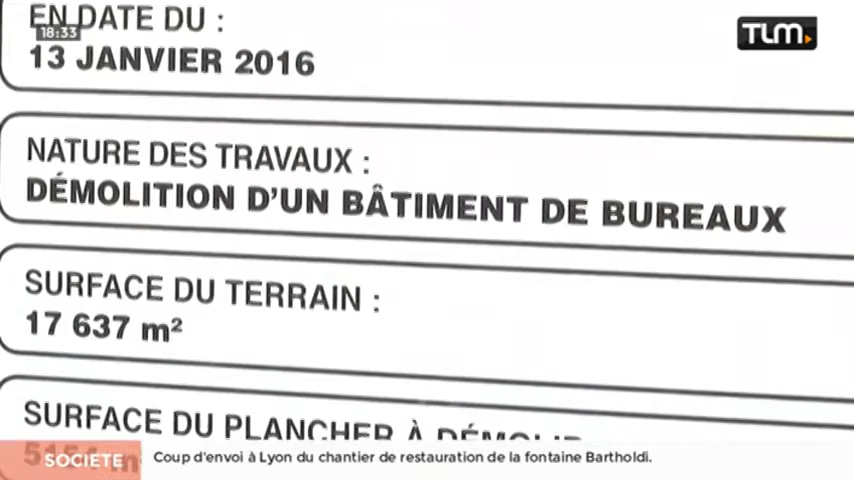 EN DATE DU :
18:33
TLM
13 JANVIER 2016
NATURE DES TRAVAUX :
DÉMOLITION D'UN BÂTIMENT DE BUREAUX
SURFACE DU TERRAIN :
17 637 m²
SURFACE DU PLANCHER À DÉMOLIR
SOCIETE
Coup d'envoi à Lyon du chantier de restauration de la fontaine Bartholdi.